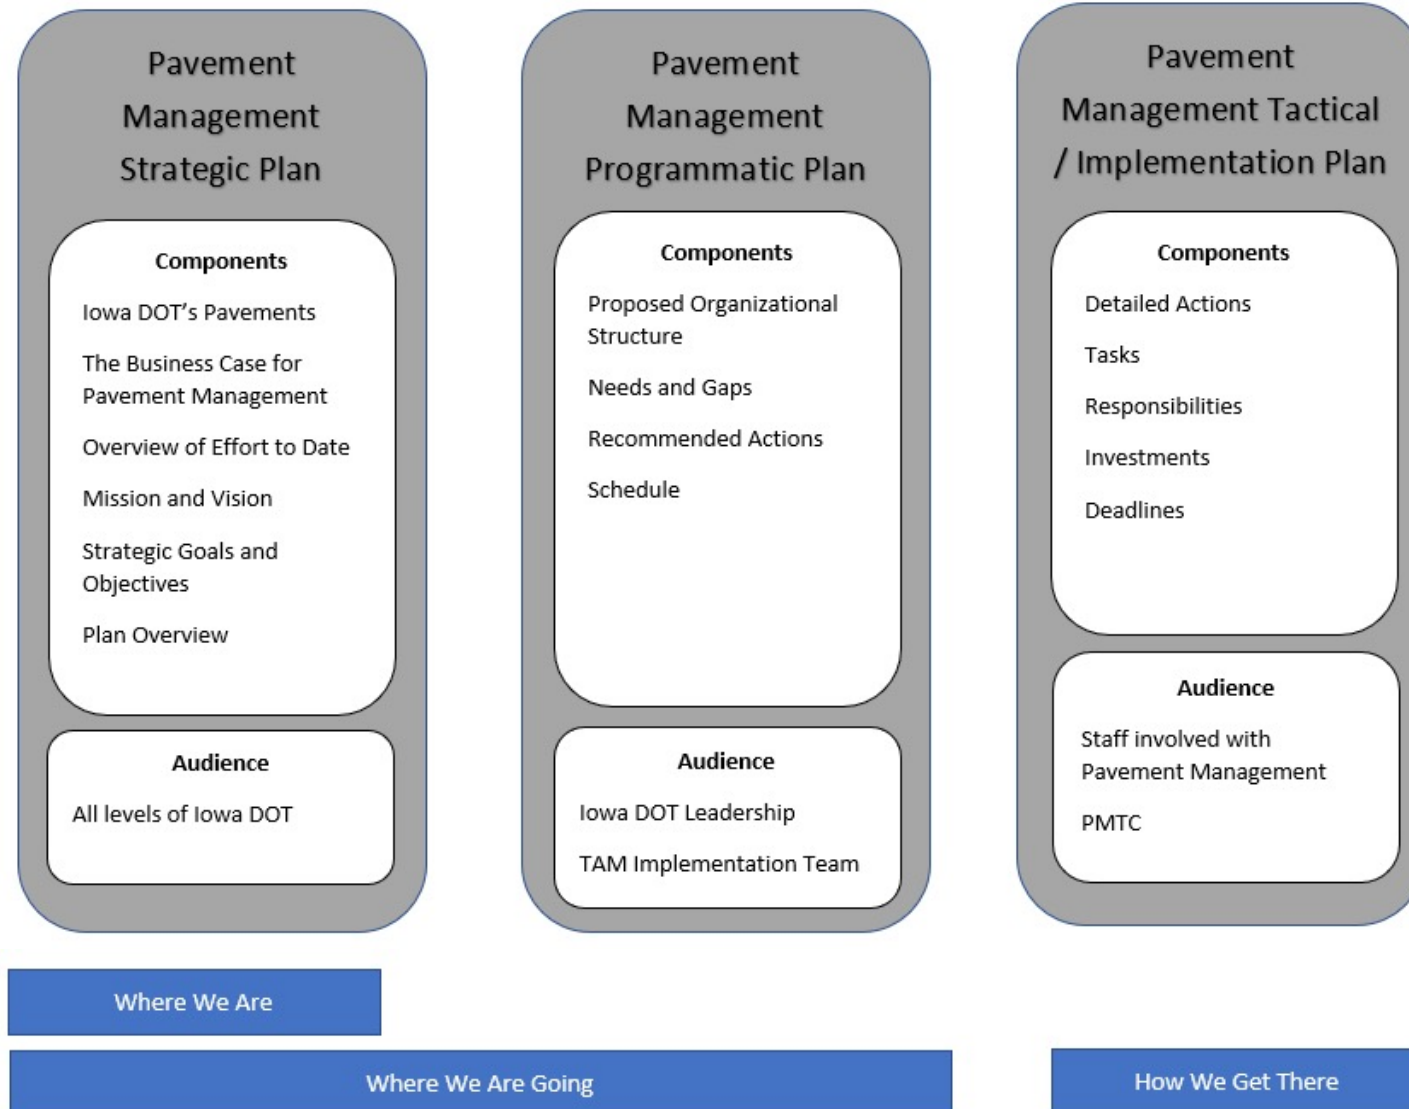 Pavement
Management
Strategic Plan
Components
Iowa DOT’s Pavements
The Business Case for
Pavement Management
Overview of Effort to Date
Mission and Vision
Strategic Goals and
Objectives
Plan Overview
Audience
All levels of Iowa DOT
Pavement
Management
Programmatic Plan
Components
Proposed Organizational
Structure
Needs and Gaps
Recommended Actions
Schedule
Audience
Iowa DOT Leadership
TAM Implementation Team
Pavement
Management Tactical
/ Implementation Plan
Components
Detailed Actions
Tasks
Responsibilities
Investments
Deadlines
Audience
Staff involved with
Pavement Management
PMTC
Where We Are
Where We Are Going
How We Get There